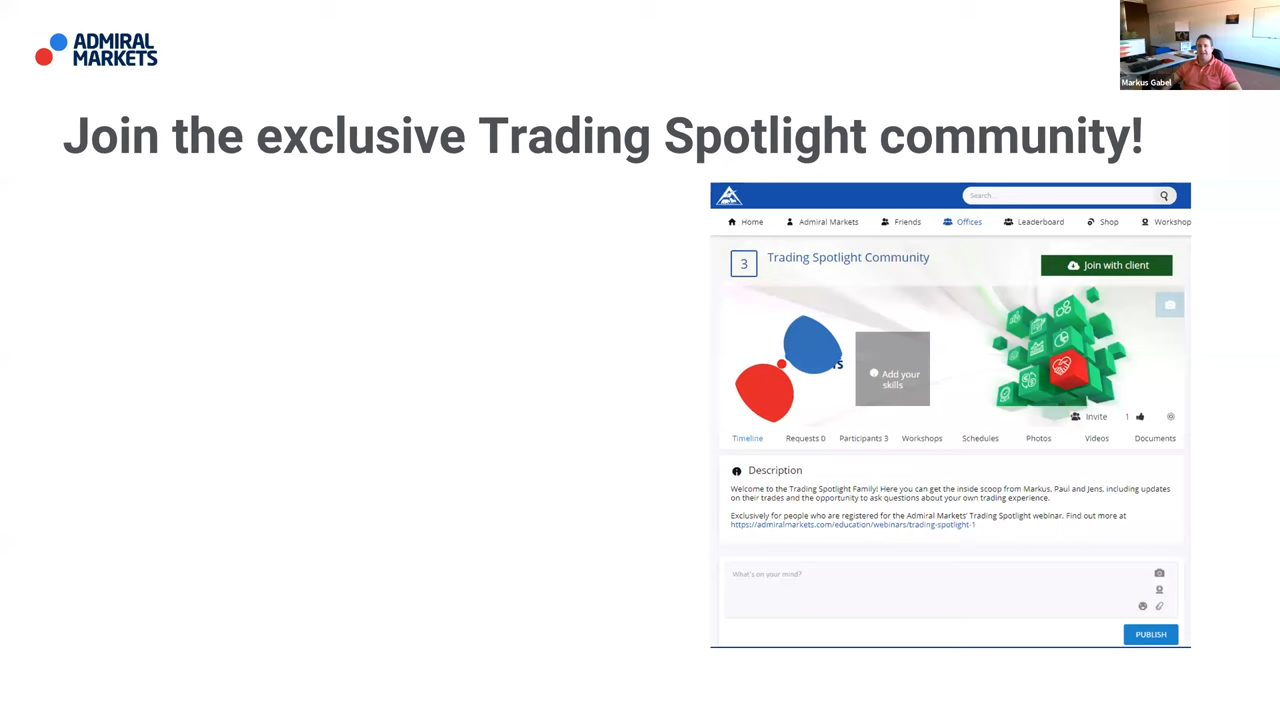 ADMIRAL
MARKETS
Markus Gabel
Join the exclusive Trading Spotlight community!
Search...
Home Admiral Markets Friends Offices Leaderboard Shop Workshop
3 Trading Spotlight Community Join with client
Add your
skills
Invite 1
Timeline Requests 0 Participants 3 Workshops Schedules Photos Videos Documents
Description
Welcome to the Trading Spotlight Family! Here you can get the inside scoop from Markus, Paul and Jens, including updates
on their trades and the opportunity to ask questions about your own trading experience.
Exclusively for people who are registered for the Admiral Markets' Trading Spotlight webinar. Find out more at
https://admiralmarkets.com/education/webinars/trading-spotlight-1
What's on your mind?
PUBLISH